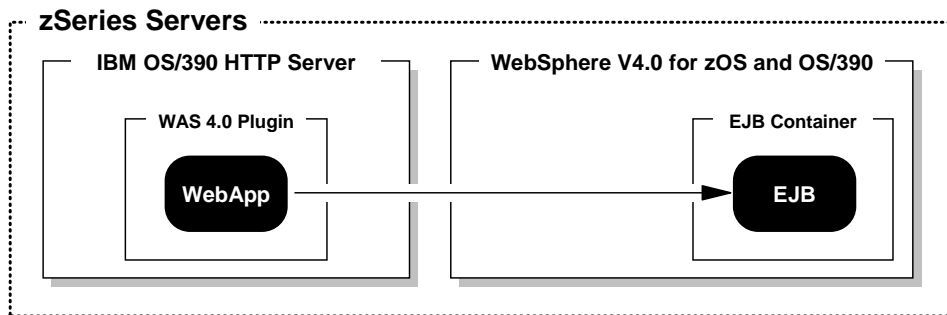 zSeries Servers
IBM OS/390 HTTP Server
WebSphere V4.0 for zOS and OS/390
WAS 4.0 Plugin
EJB Container
WebApp
EJB